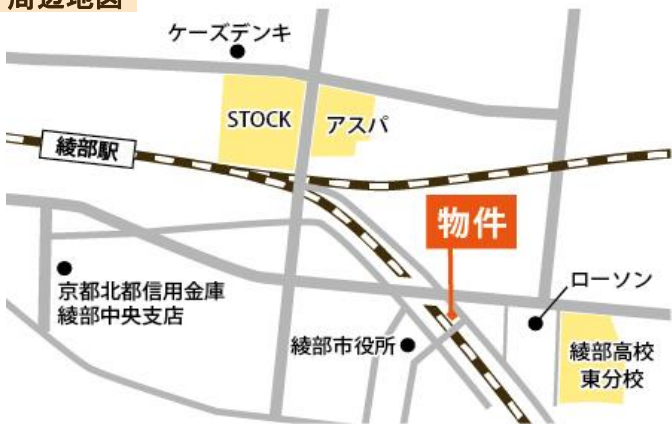 周辺地図
ケーズデンキ
STOCK
アスパ
綾部駅
物件
ローソン
京都北都信用金庫
綾部中央支店
綾部市役所
綾部高校
東分校